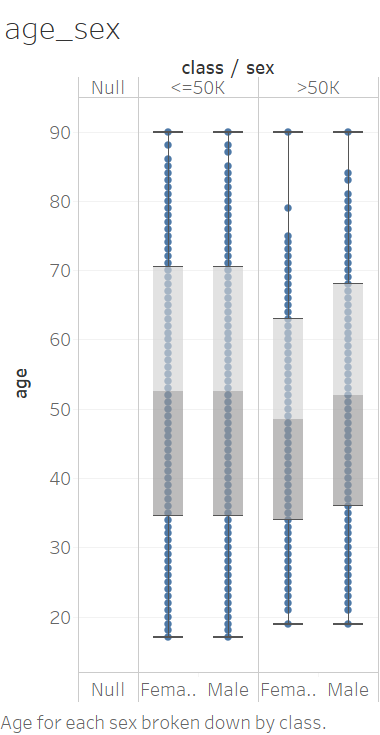 age_sex
class / sex
Null <=50K >50K
90
80
70
60
50
40
30
20
age
Null Fema.. Male Fema.. Male
Age for each sex broken down by class.